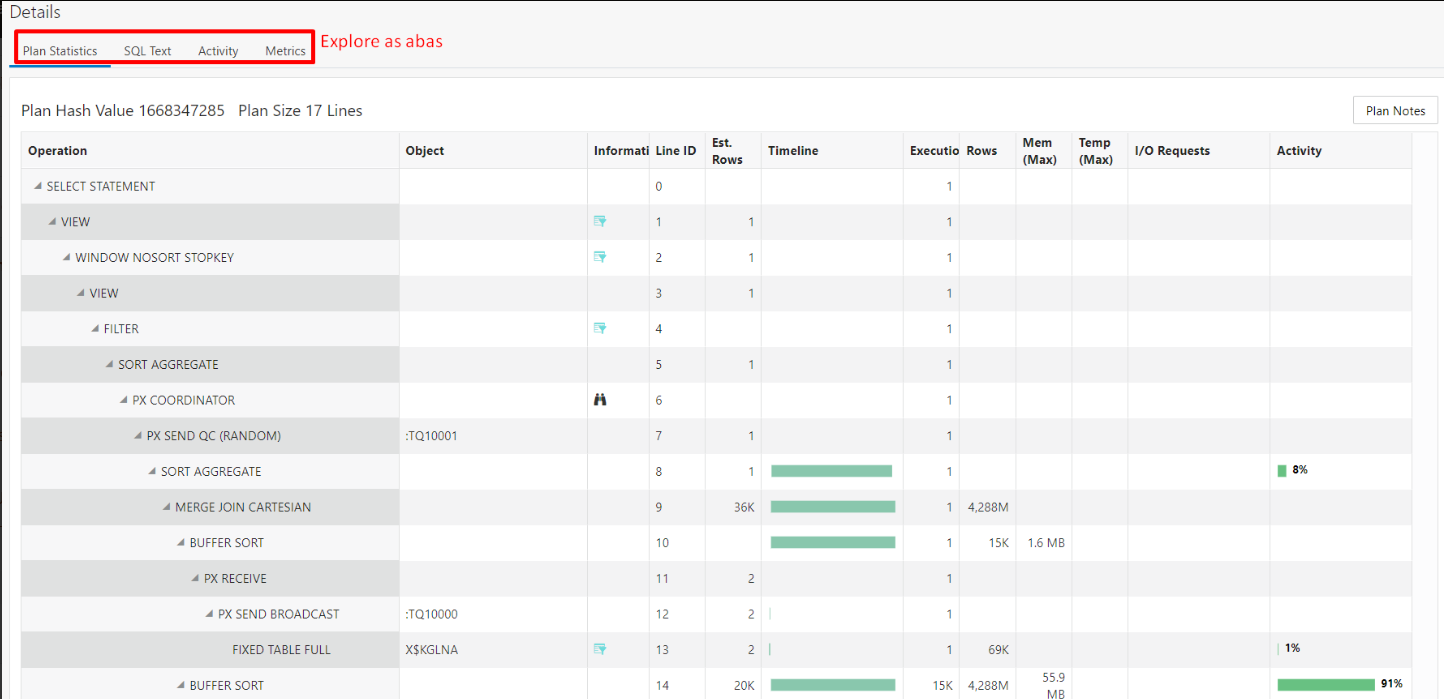 Details
Plan Statistics SQL Text Activity Metrics Explore as abas
Plan Hash Value 1668347285 Plan Size 17 Lines Plan Notes
Operation Object Informati Line ID Est. Rows Timeline Executio Rows Mem (Max) Temp (Max) I/O Requests Activity
SELECT STATEMENT 0 1
VIEW 1 1 1
WINDOW NOSORT STOPKEY 2 1 1
VIEW 3 1 1
FILTER 4 1
SORT AGGREGATE 5 1 1
PX COORDINATOR 6 1
PX SEND QC (RANDOM) :TQ10001 7 1 1
SORT AGGREGATE 8 1 1 8%
MERGE JOIN CARTESIAN 9 36K 1 4,288M
BUFFER SORT 10 1 15K 1.6 MB
PX RECEIVE 11 2 1
PX SEND BROADCAST :TQ10000 12 2 1
FIXED TABLE FULL X$KGLNA 13 2 1 69K 1%
BUFFER SORT 14 20K 15K 4,288M 55.9 MB 91%